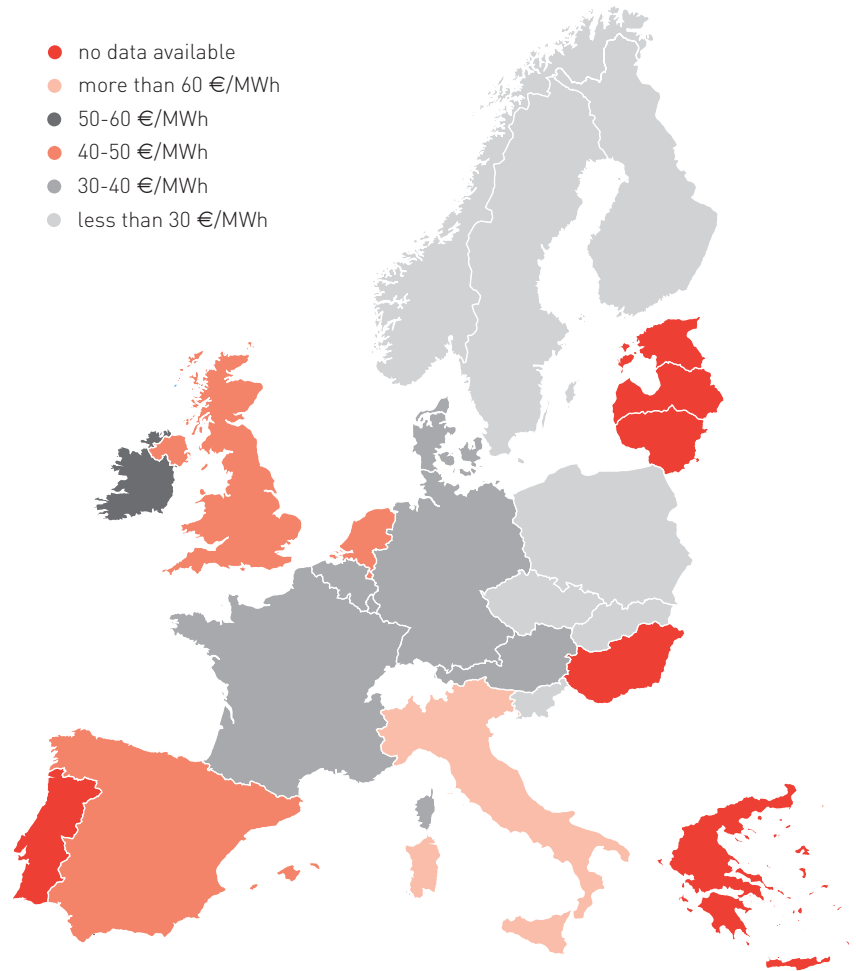 no data available
more than 60 €/MWh
50-60 €/MWh
40-50 €/MWh
30-40 €/MWh
less than 30 €/MWh